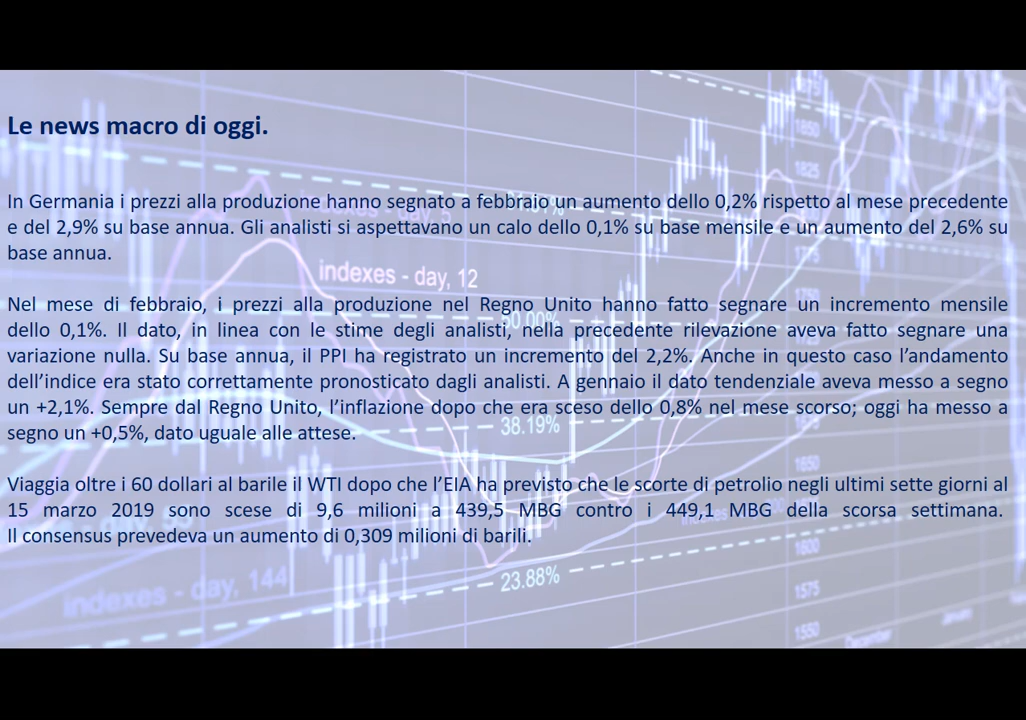 Le news macro di oggi.
In Germania i prezzi alla produzione hanno segnato a febbraio un aumento dello 0,2% rispetto al mese precedente
e del 2,9% su base annua. Gli analisti si aspettavano un calo dello 0,1% su base mensile e un aumento del 2,6% su
base annua.
indexes - day, 12
Nel mese di febbraio, i prezzi alla produzione nel Regno Unito hanno fatto segnare un incremento mensile
dello 0,1%. Il dato, in linea con le stime degli analisti, nella precedente rilevazione aveva fatto segnare una
variazione nulla. Su base annua, il PPI ha registrato un incremento del 2,2%. Anche in questo caso l'andamento
dell'indice era stato correttamente pronosticato dagli analisti. A gennaio il dato tendenziale aveva messo a segno
un +2,1%. Sempre dal Regno Unito, l'inflazione dopo che era sceso dello 0,8% nel mese scorso; oggi ha messo a
38.19%
segno un +0,5%, dato uguale alle attese.
Viaggia oltre i 60 dollari al barile il WTI dopo che l'EIA ha previsto che le scorte di petrolio negli ultimi sette giorni al
15 marzo 2019 sono scese di 9,6 milioni a 439,5 MBG contro i 449,1 MBG della scorsa settimana.
Il consensus prevedeva un aumento di 0,309 milioni di barili.
23.88%
indexes - day, 144
1850
1825
1650
1600
1575
1550